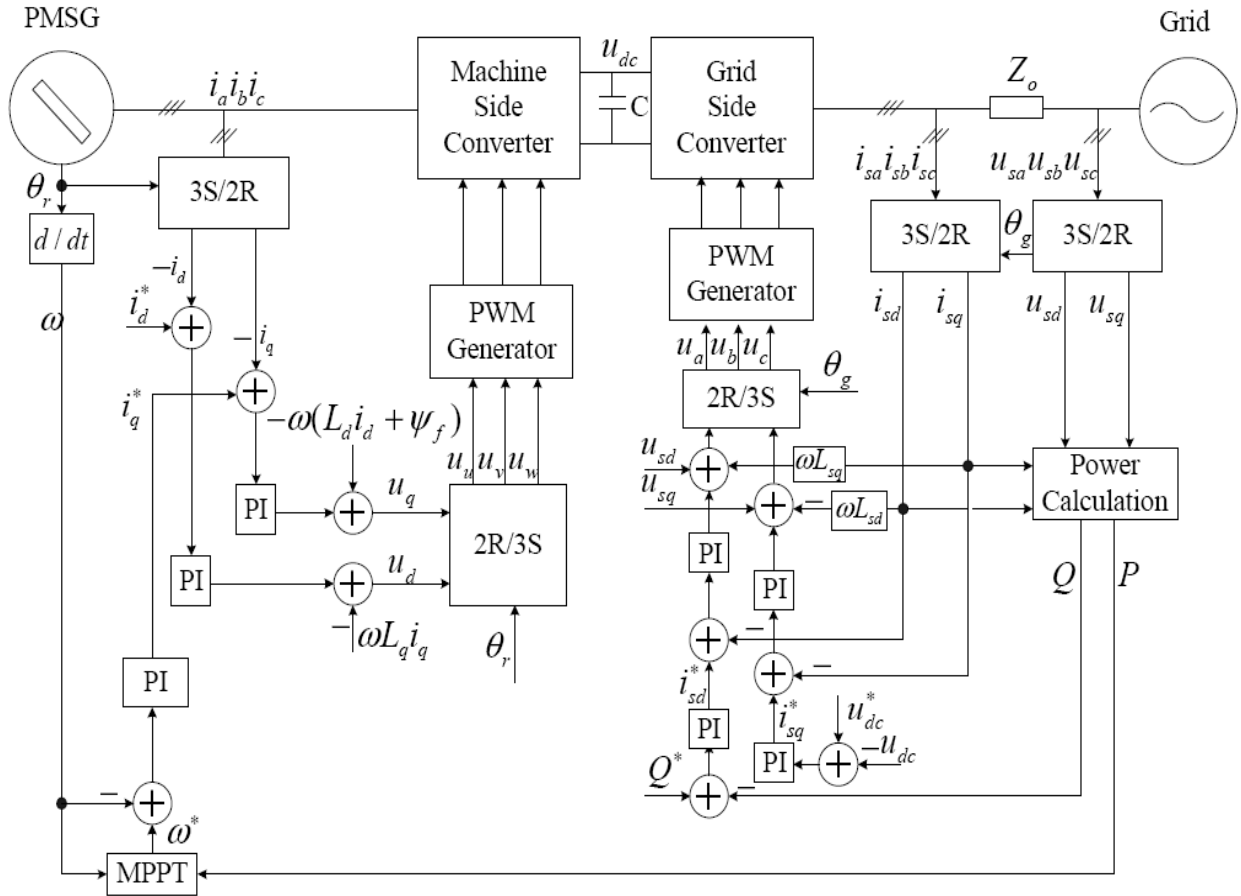 PMSG
Grid
i_a i_b i_c
Machine
Side
Converter
u_dc
C
Grid
Side
Converter
Z_o
i_sa i_sb i_sc
u_sa u_sb u_sc
θ_r
3S/2R
d / dt
3S/2R
θ_g
3S/2R
−i_d
i_d^*
ω
−i_q
i_q^*
PWM
Generator
PWM
Generator
i_sd
i_sq
u_sd
u_sq
u_a u_b u_c
2R/3S
θ_g
−ω(L_d i_d + ψ_f)
u_u u_v u_w
u_sd
u_sq
ωL_sq
− ωL_sd
Power
Calculation
PI
u_q
2R/3S
PI
u_d
−ωL_q i_q
θ_r
PI
PI
Q
P
−
−
PI
i_sd^*
i_sq^*
u_dc^*
PI
PI
−u_dc
Q^*
−
−
ω^*
MPPT